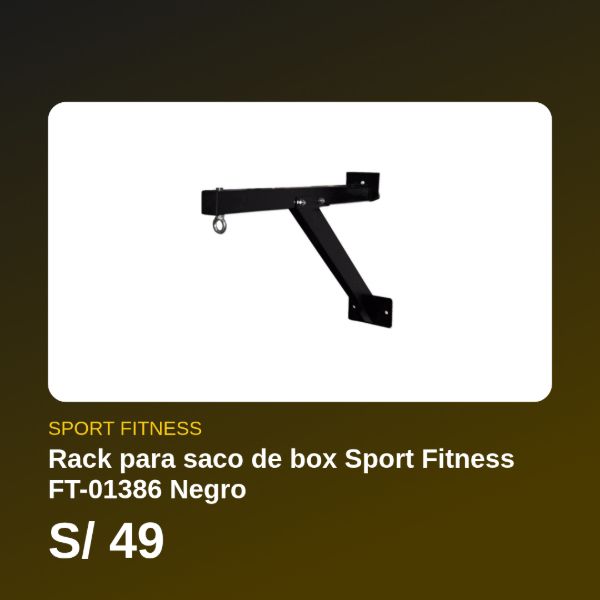 SPORT FITNESS
Rack para saco de box Sport Fitness
FT-01386 Negro
S/ 49